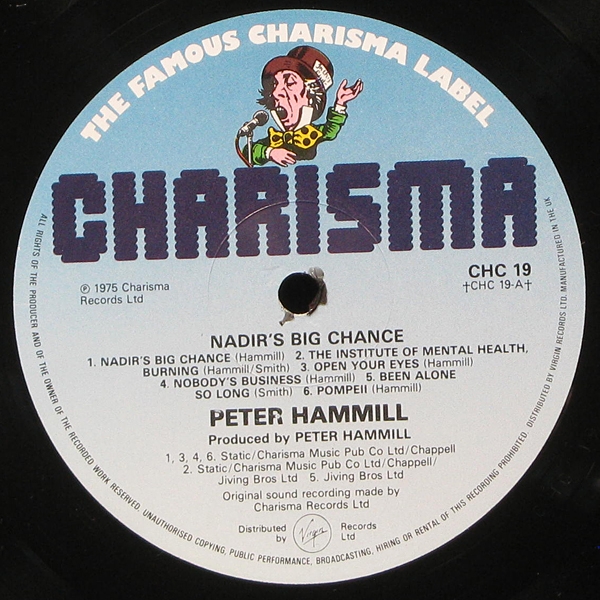 THE FAMOUS CHARISMA LABEL
CHARISMA
℗ 1975 Charisma
Records Ltd
CHC 19
†CHC 19-A†
NADIR'S BIG CHANCE
1. NADIR'S BIG CHANCE (Hammill) 2. THE INSTITUTE OF MENTAL HEALTH,
BURNING (Hammill/Smith) 3. OPEN YOUR EYES (Hammill)
4. NOBODY'S BUSINESS (Hammill) 5. BEEN ALONE
SO LONG (Smith) 6. POMPEII (Hammill)
PETER HAMMILL
Produced by PETER HAMMILL
1, 3, 4, 6. Static/Charisma Music Pub Co Ltd/Chappell
2. Static/Charisma Music Pub Co Ltd/Chappell/
Jiving Bros Ltd 5. Jiving Bros Ltd
Original sound recording made by
Charisma Records Ltd
Distributed
by
Virgin
Records
Ltd
ALL RIGHTS OF THE PRODUCER AND OF THE OWNER OF THE RECORDED WORK RESERVED. UNAUTHORISED COPYING, PUBLIC PERFORMANCE, BROADCASTING, HIRING OR RENTAL OF THIS RECORDING PROHIBITED. DISTRIBUTED BY VIRGIN RECORDS LTD. MANUFACTURED IN THE UK